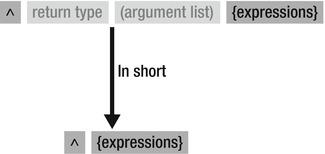 ^ return type (argument list) {expressions}
In short
^ {expressions}